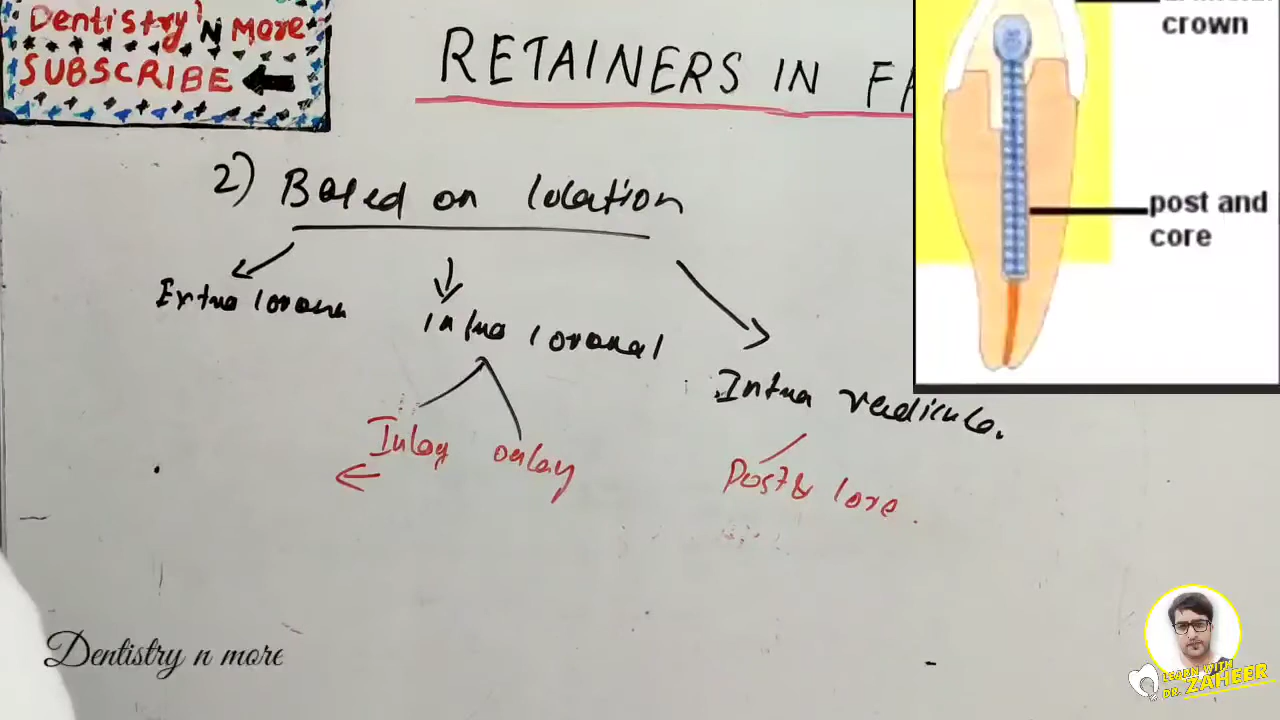 Dentistry'N more
SUBSCRIBE
RETAINERS IN FA
crown
post and
core
2) Based on location
Extra coronal
Intra coronal
Intra radicula.
Inlay onlay
Post & core
Dentistry n more
LEARN WITH
DR. ZAHEER